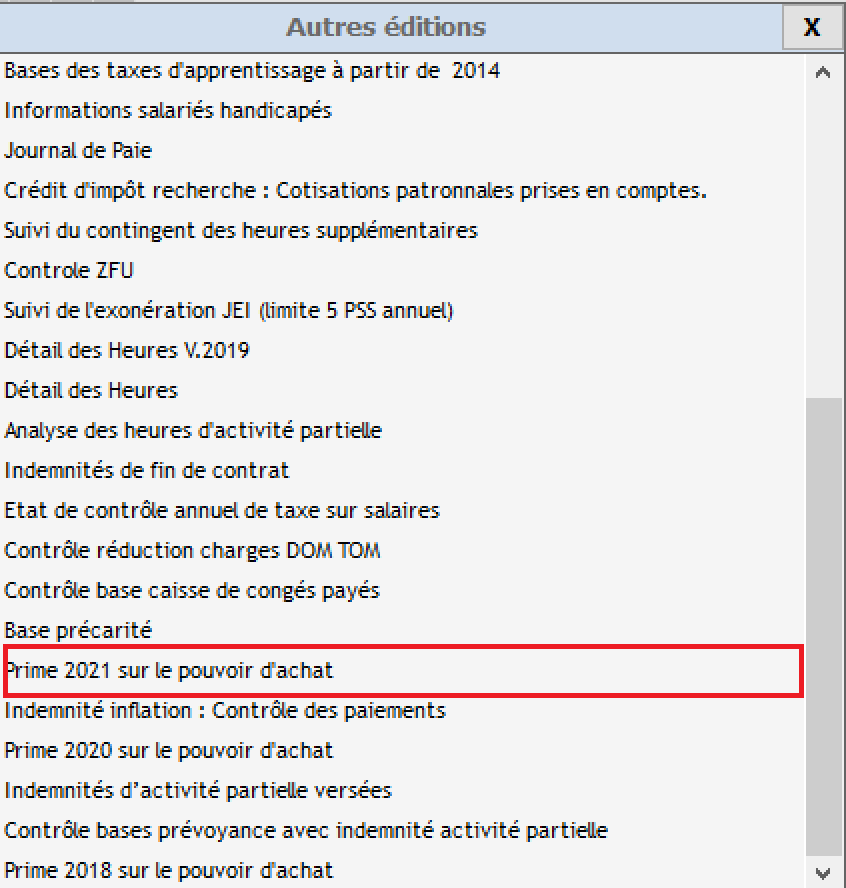 Autres éditions
X
Bases des taxes d'apprentissage à partir de  2014
Informations salariés handicapés
Journal de Paie
Crédit d'impôt recherche : Cotisations patronnales prises en comptes.
Suivi du contingent des heures supplémentaires
Controle ZFU
Suivi de l'exonération JEI (limite 5 PSS annuel)
Détail des Heures V.2019
Détail des Heures
Analyse des heures d'activité partielle
Indemnités de fin de contrat
Etat de contrôle annuel de taxe sur salaires
Contrôle réduction charges DOM TOM
Contrôle base caisse de congés payés
Base précarité
Prime 2021 sur le pouvoir d'achat
Indemnité inflation : Contrôle des paiements
Prime 2020 sur le pouvoir d'achat
Indemnités d’activité partielle versées
Contrôle bases prévoyance avec indemnité activité partielle
Prime 2018 sur le pouvoir d'achat